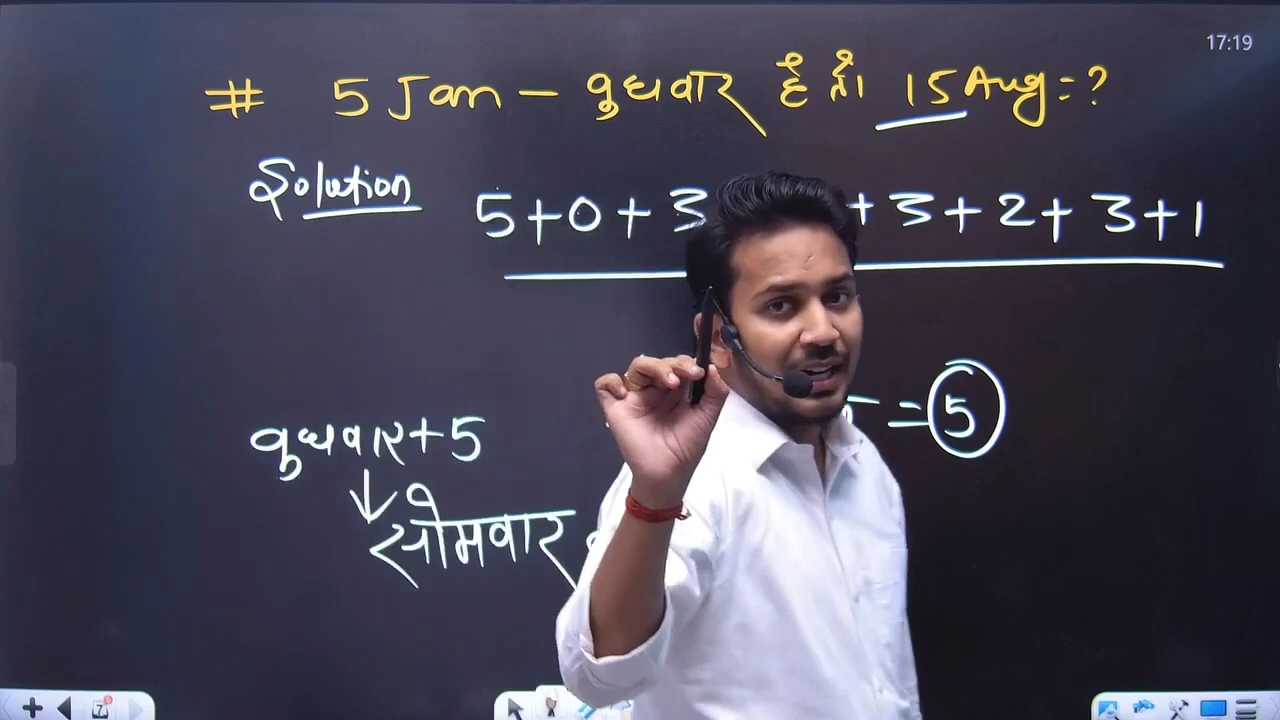 17:19
# 5 Jan - बुधवार है तो 15 Aug = ?
Solution 5+0+3 +3+2+3+1
= 5
बुधवार+5
↓
सोमवार